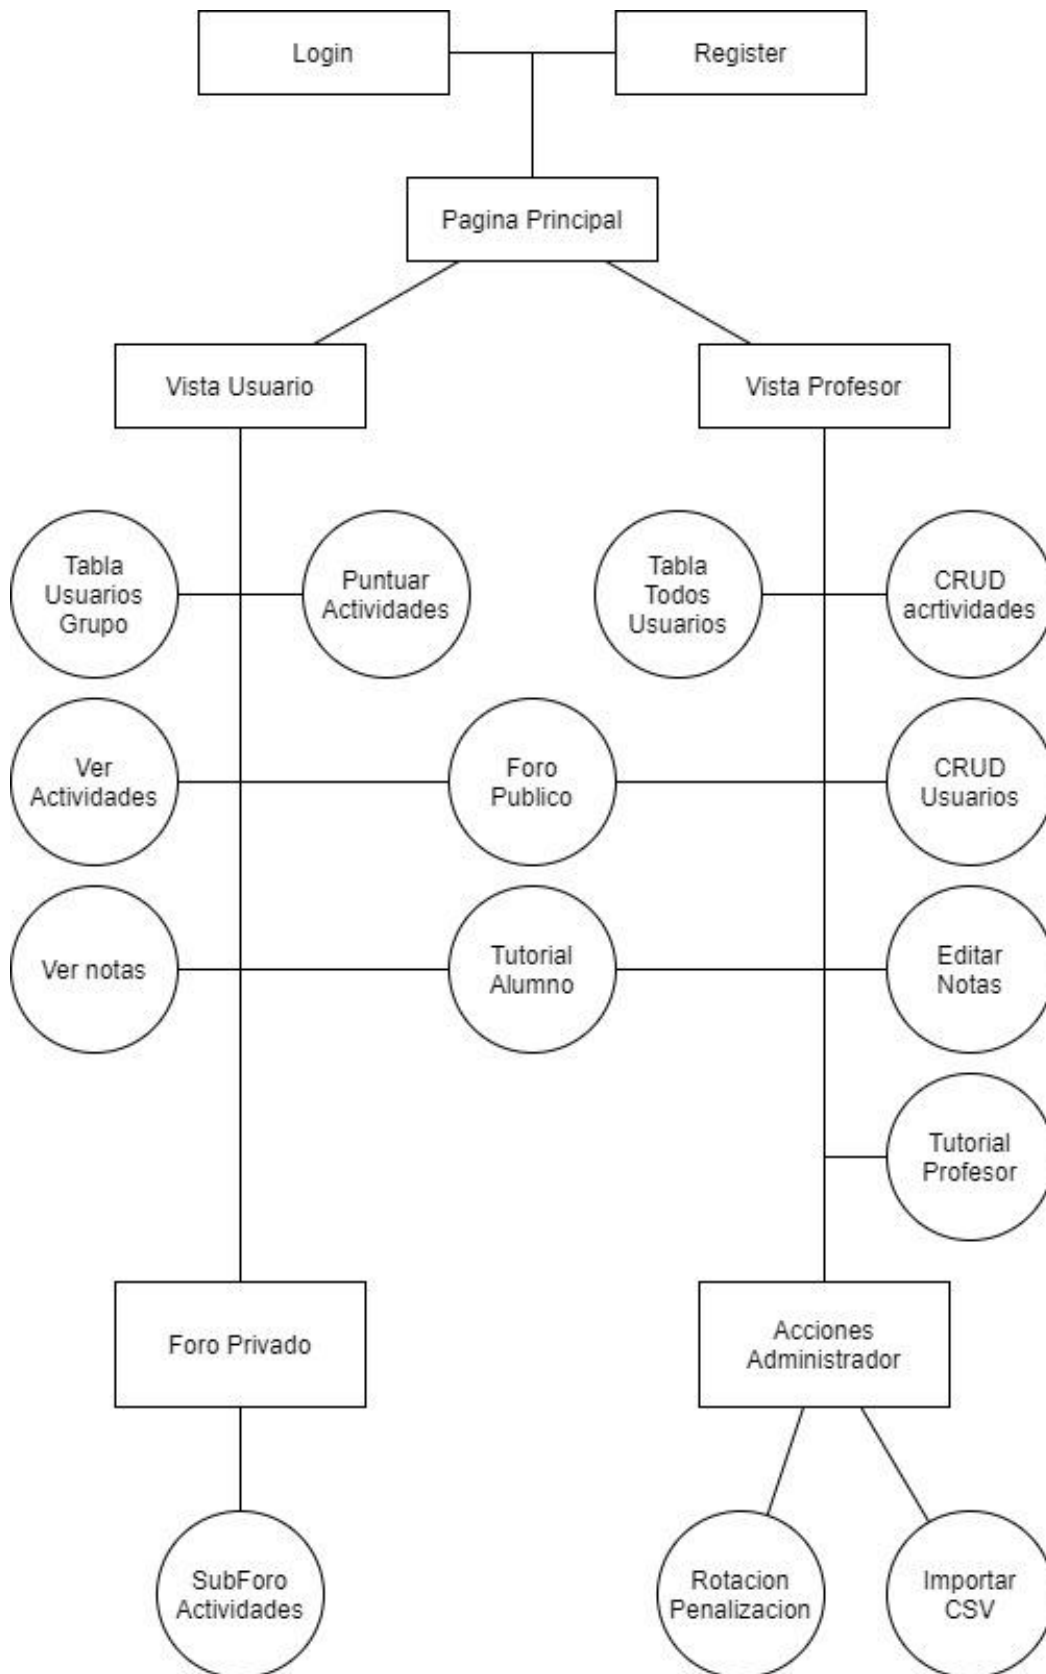 Login
Register
Pagina Principal
Vista Usuario
Vista Profesor
Tabla
Usuarios
Grupo
Puntuar
Actividades
Tabla
Todos
Usuarios
CRUD
acrtividades
Ver
Actividades
Foro
Publico
CRUD
Usuarios
Ver notas
Tutorial
Alumno
Editar
Notas
Tutorial
Profesor
Foro Privado
Acciones
Administrador
SubForo
Actividades
Rotacion
Penalizacion
Importar
CSV